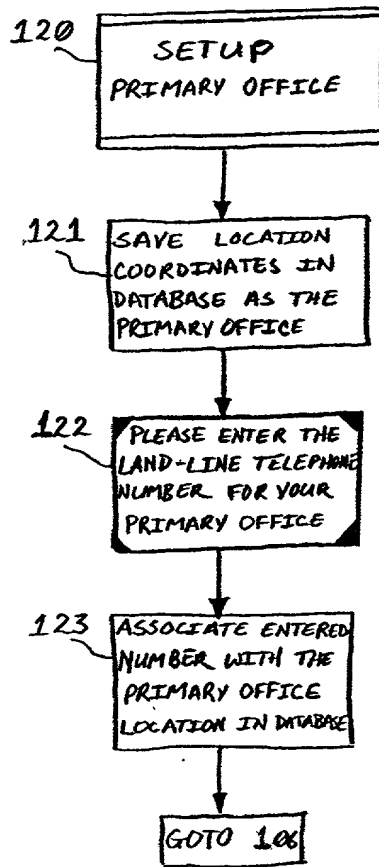 120
SETUP
PRIMARY OFFICE
121
SAVE LOCATION
COORDINATES IN
DATABASE AS THE
PRIMARY OFFICE
122
PLEASE ENTER THE
LAND-LINE TELEPHONE
NUMBER FOR YOUR
PRIMARY OFFICE
123
ASSOCIATE ENTERED
NUMBER WITH THE
PRIMARY OFFICE
LOCATION IN DATABASE
GOTO 106